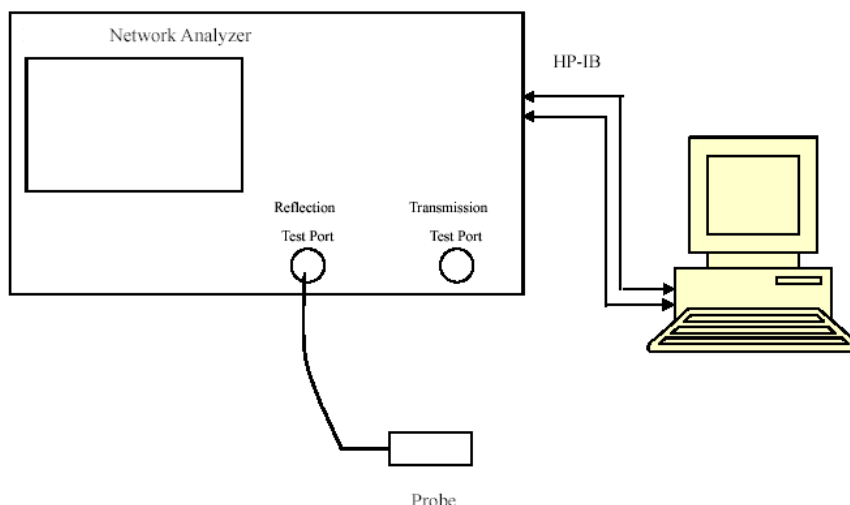 Network Analyzer
HP-IB
Reflection
Test Port
Transmission
Test Port
Probe